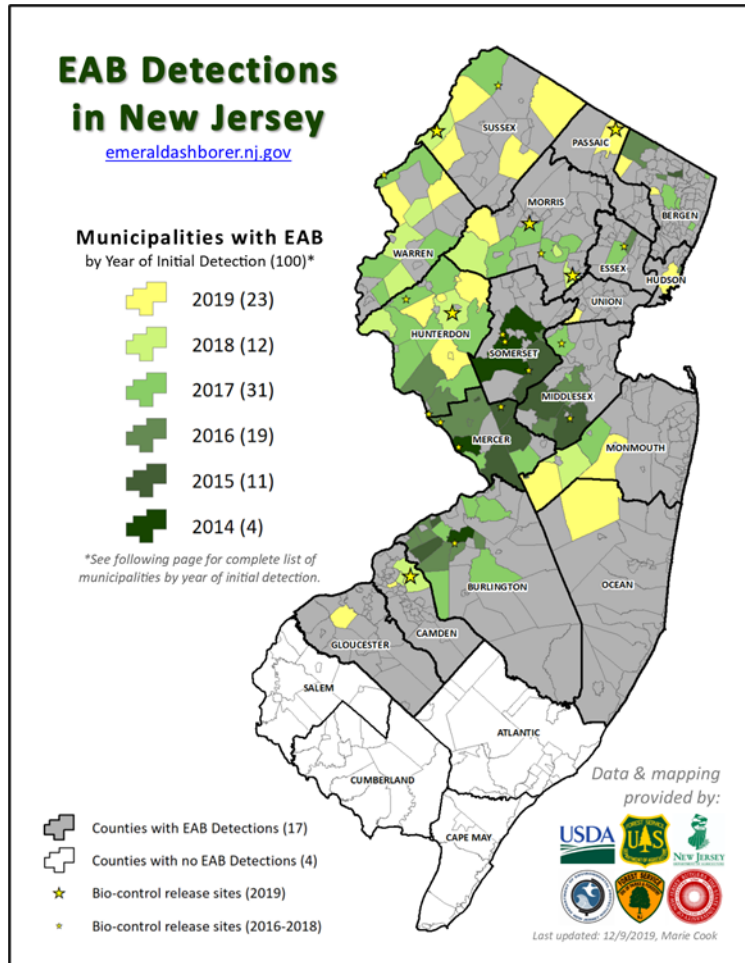 EAB Detections
in New Jersey
emeraldashborer.nj.gov
Municipalities with EAB
by Year of Initial Detection (100)*
2019 (23)
2018 (12)
2017 (31)
2016 (19)
2015 (11)
2014 (4)
*See following page for complete list of
municipalities by year of initial detection.
SUSSEX
PASSAIC
BERGEN
MORRIS
WARREN
ESSEX
HUDSON
UNION
HUNTERDON
SOMERSET
MIDDLESEX
MERCER
MONMOUTH
OCEAN
BURLINGTON
CAMDEN
GLOUCESTER
SALEM
ATLANTIC
CUMBERLAND
CAPE MAY
Counties with EAB Detections (17)
Counties with no EAB Detections (4)
Bio-control release sites (2019)
Bio-control release sites (2016-2018)
Data & mapping
provided by:
USDA
FOREST SERVICE
U S
NEW JERSEY
FOREST SERVICE
Last updated: 12/9/2019, Marie Cook